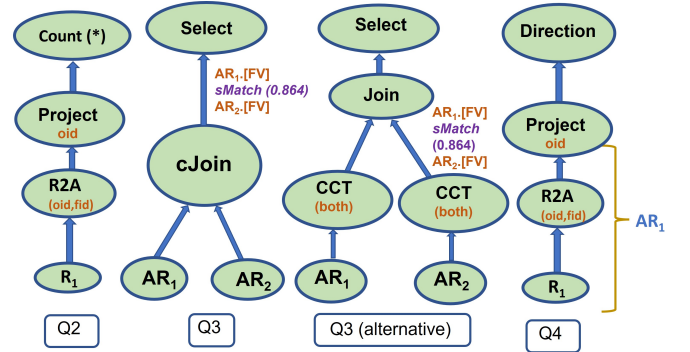 Count (*)
Project
oid
R2A
(oid,fid)
R1
Q2
Select
AR1.[FV]
sMatch (0.864)
AR2.[FV]
cJoin
AR1
AR2
Q3
Select
Join
AR1.[FV]
sMatch
(0.864)
AR2.[FV]
CCT
(both)
CCT
(both)
AR1
AR2
Q3 (alternative)
Direction
Project
oid
R2A
(oid,fid)
R1
AR1
Q4